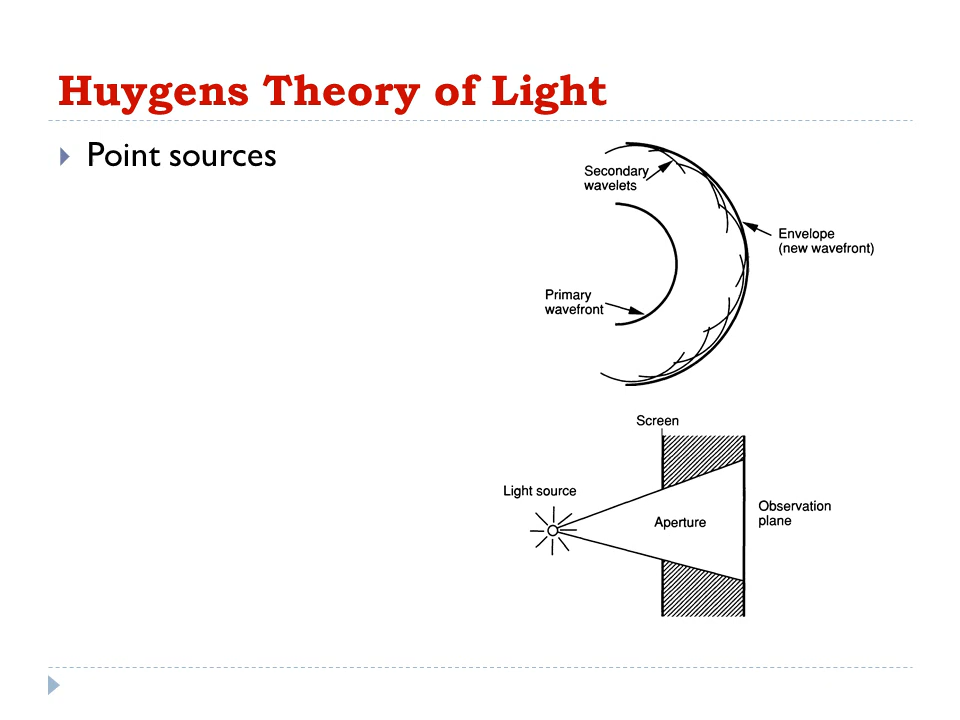 Huygens Theory of Light
Point sources
Secondary
wavelets
Envelope
(new wavefront)
Primary
wavefront
Screen
Light source
Aperture
Observation
plane